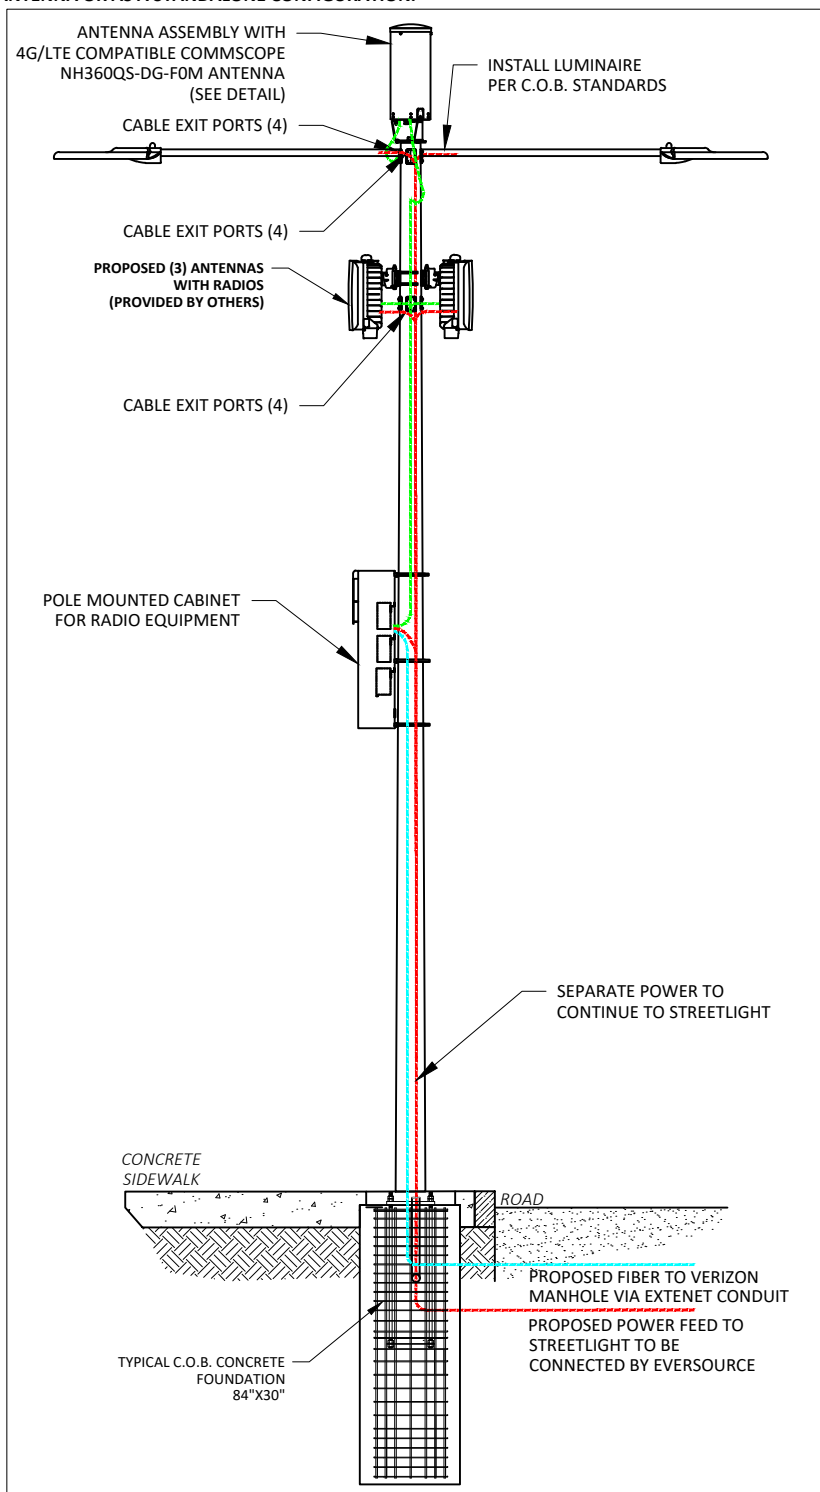 ANTENNA ASSEMBLY WITH
4G/LTE COMPATIBLE COMMSCOPE
NH360QS-DG-F0M ANTENNA
(SEE DETAIL)
INSTALL LUMINAIRE
PER C.O.B. STANDARDS
CABLE EXIT PORTS (4)
CABLE EXIT PORTS (4)
PROPOSED (3) ANTENNAS
WITH RADIOS
(PROVIDED BY OTHERS)
CABLE EXIT PORTS (4)
POLE MOUNTED CABINET
FOR RADIO EQUIPMENT
SEPARATE POWER TO
CONTINUE TO STREETLIGHT
CONCRETE
SIDEWALK
ROAD
PROPOSED FIBER TO VERIZON
MANHOLE VIA EXTENET CONDUIT
PROPOSED POWER FEED TO
STREETLIGHT TO BE
CONNECTED BY EVERSOURCE
TYPICAL C.O.B. CONCRETE
FOUNDATION
84"X30"